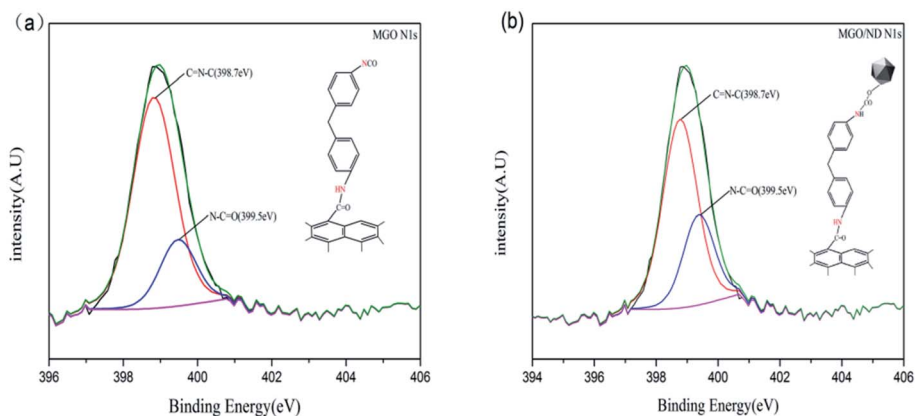 (a)
MGO N1s
NCO
C=N-C(398.7eV)
N-C=O(399.5eV)
HN
C=O
intensity(A.U)
396 398 400 402 404 406
Binding Energy(eV)
(b)
MGO/ND N1s
O
CO
O
NH
C=N-C(398.7eV)
N-C=O(399.5eV)
HN
C=O
intensity(A.U)
394 396 398 400 402 404 406
Binding Energy(eV)